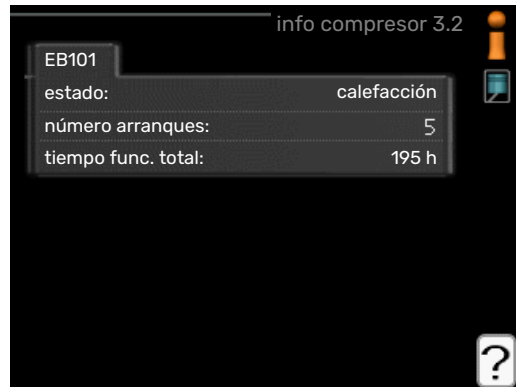 info compresor 3.2
EB101
estado: calefacción
número arranques: 5
tiempo func. total: 195 h
?